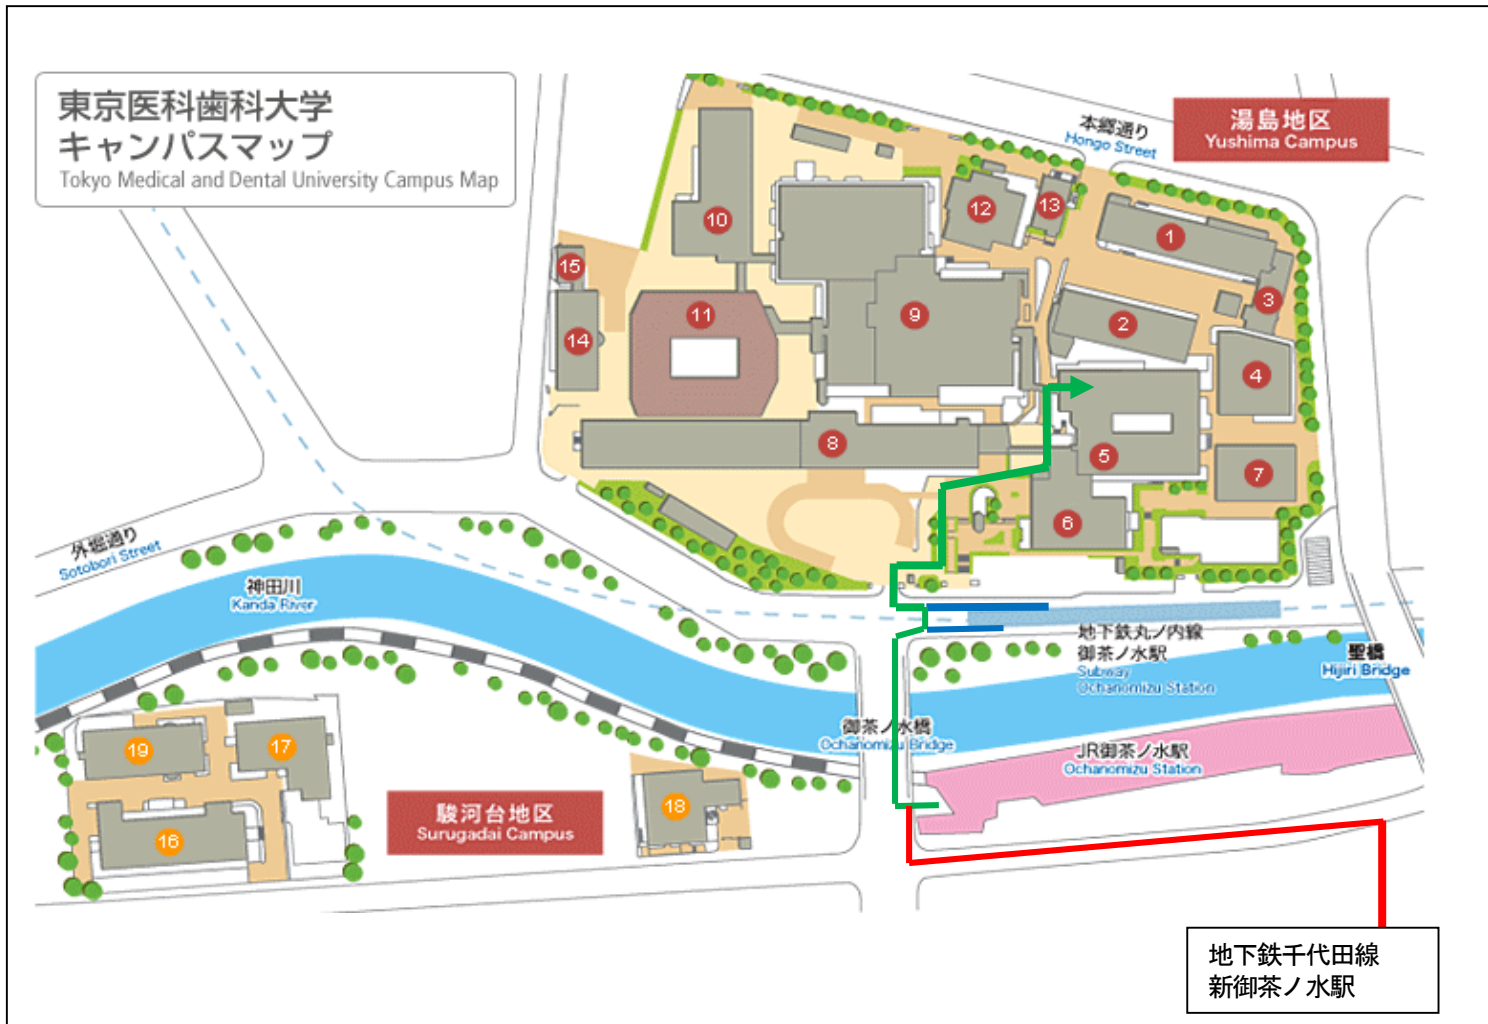 東京医科歯科大学
キャンパスマップ
Tokyo Medical and Dental University Campus Map
本郷通り
Hongo Street
湯島地区
Yushima Campus
10
12
13
1
15
11
9
3
14
2
4
8
5
7
6
外堀通り
Sotobori Street
神田川
Kanda River
地下鉄丸ノ内線
御茶ノ水駅
Subway
Ochanomizu Station
聖橋
Hijiri Bridge
御茶ノ水橋
Ochanomizu Bridge
JR御茶ノ水駅
Ochanomizu Station
19
17
18
16
駿河台地区
Surugadai Campus
地下鉄千代田線
新御茶ノ水駅